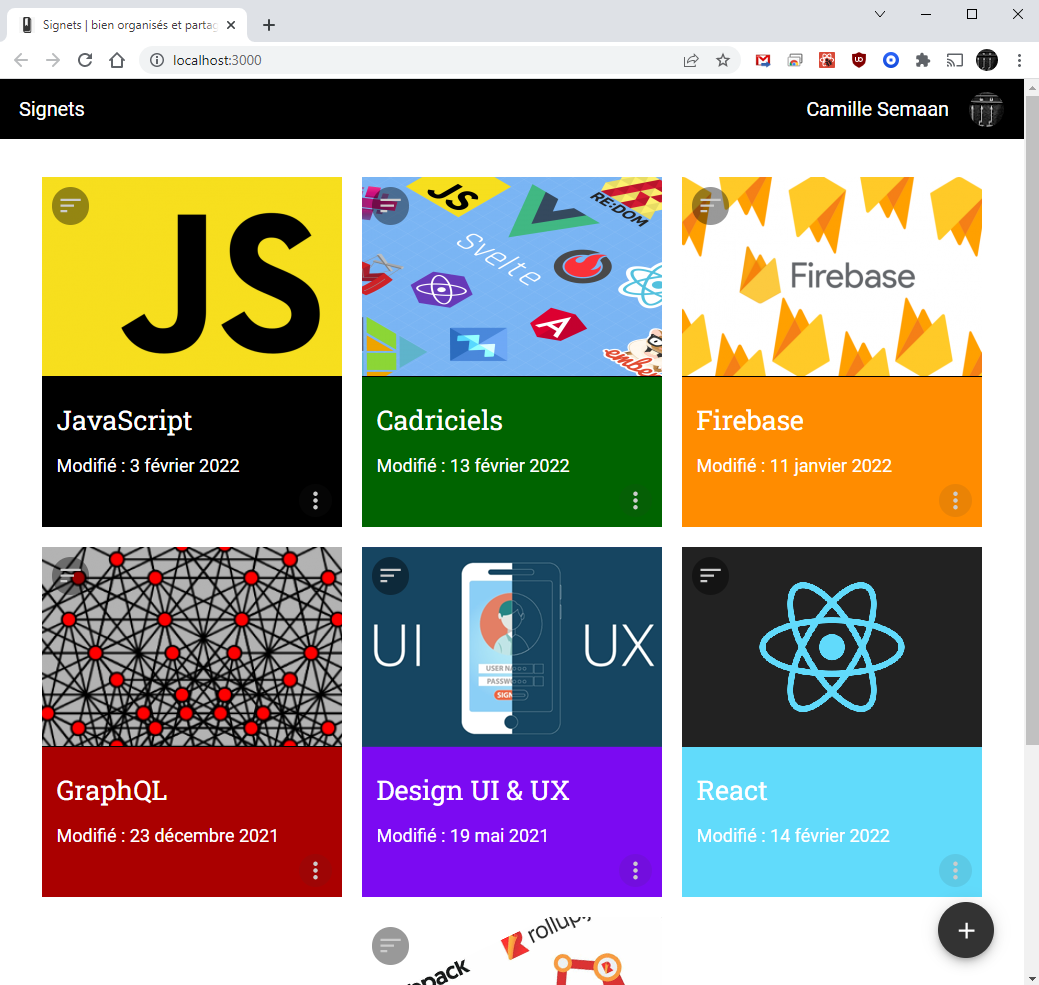 Signets | bien organisés et partag
localhost:3000
Signets
Camille Semaan
JS
JS
RE:DOM
Svelte
ember
Firebase
JavaScript
Modifié : 3 février 2022
Cadriciels
Modifié : 13 février 2022
Firebase
Modifié : 11 janvier 2022
UI
UX
USER NA
PASSW
SIGN
GraphQL
Modifié : 23 décembre 2021
Design UI & UX
Modifié : 19 mai 2021
React
Modifié : 14 février 2022
rollup.j
pack